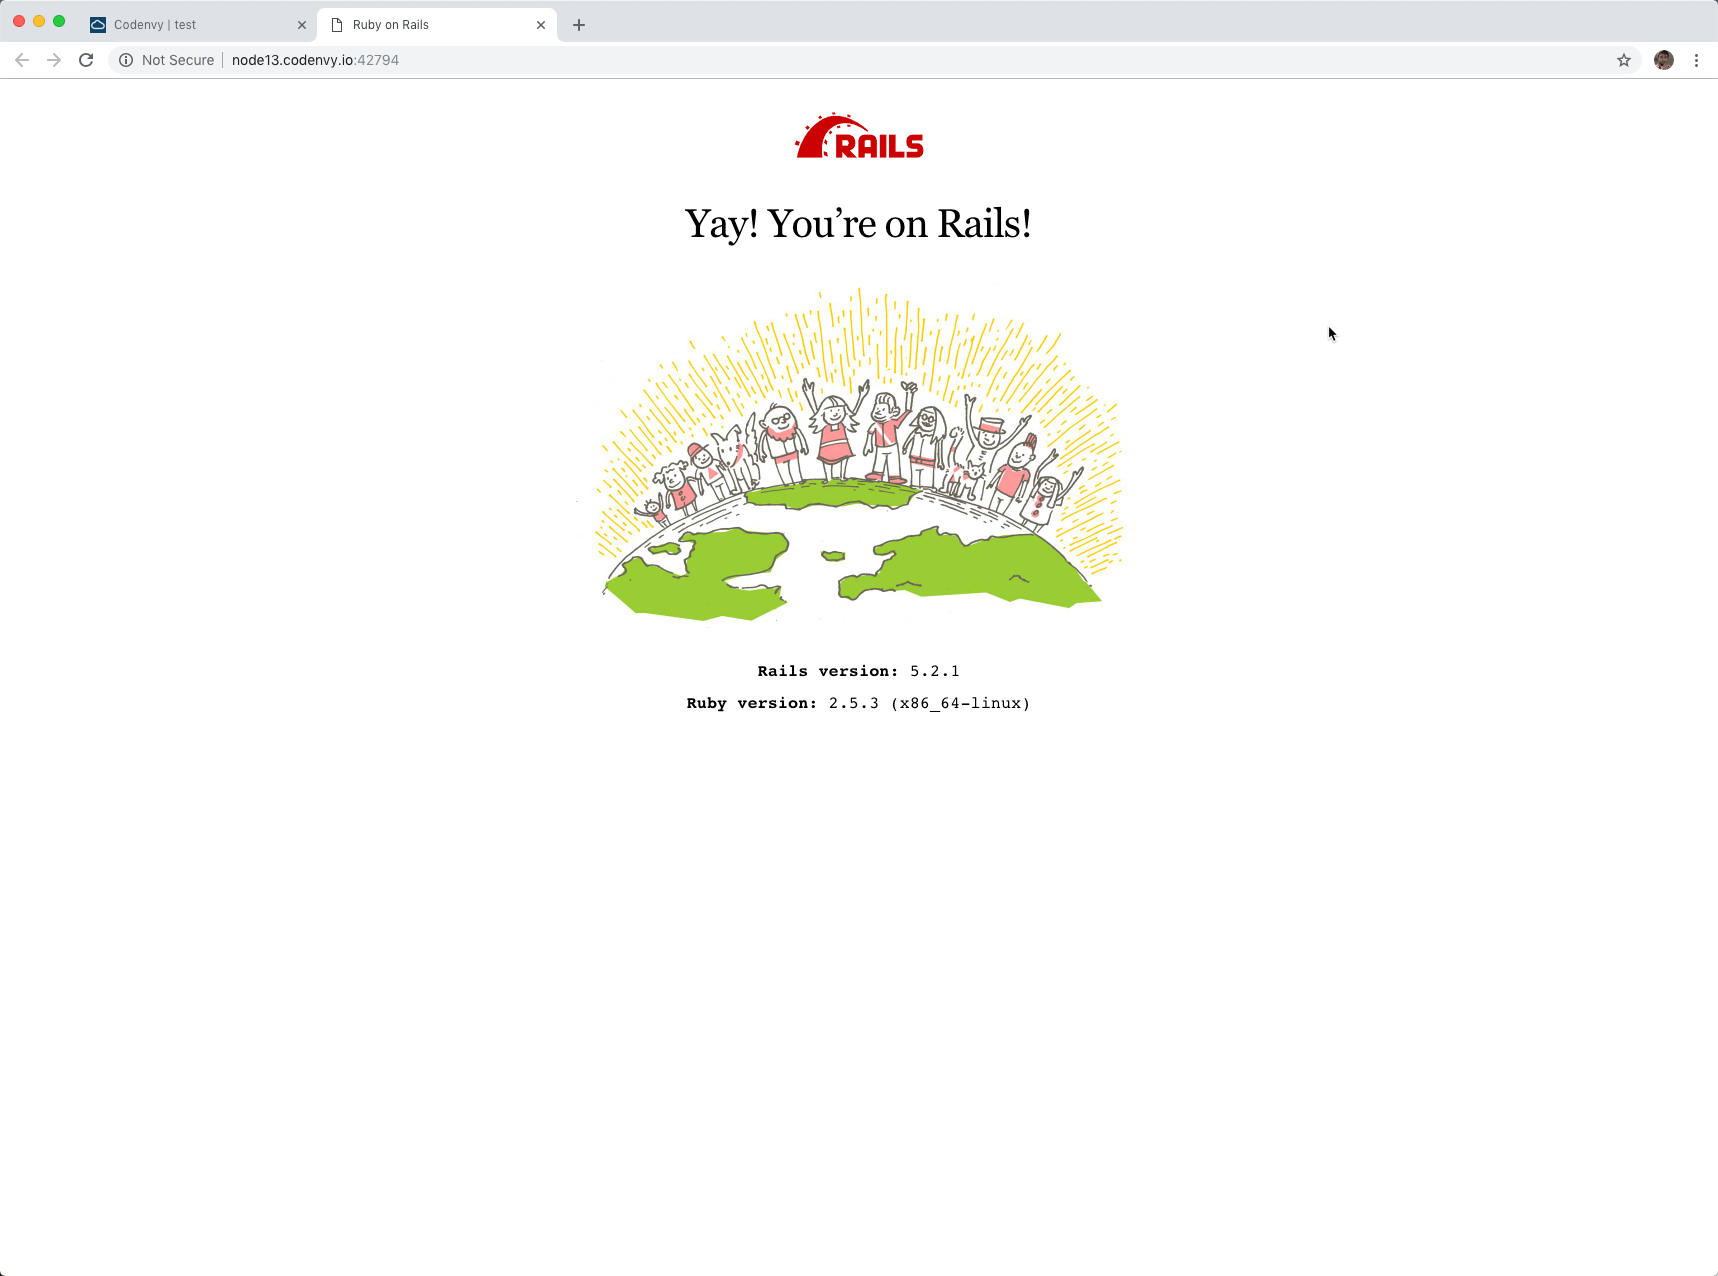 Codenvy | test
Ruby on Rails
Not Secure
node13.codenvy.io:42794
RAILS
Yay! You’re on Rails!
Rails version: 5.2.1
Ruby version: 2.5.3 (x86_64-linux)